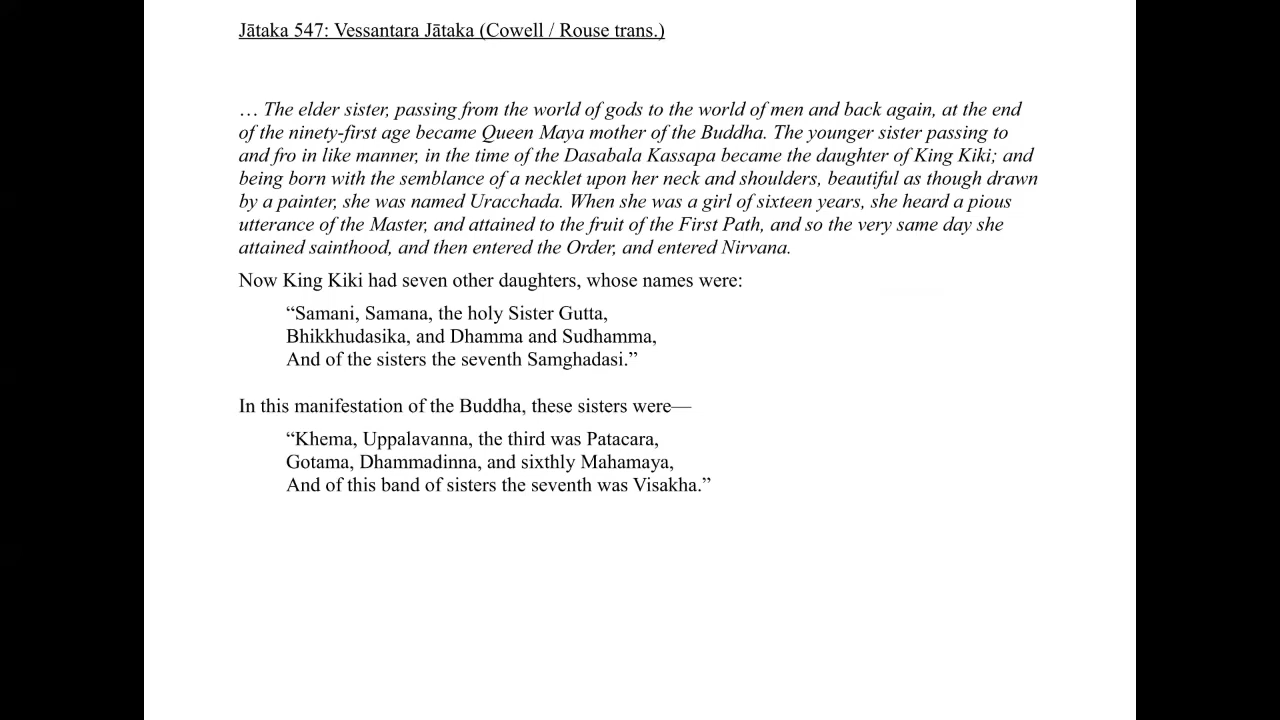 Jātaka 547: Vessantara Jātaka (Cowell / Rouse trans.)
… The elder sister, passing from the world of gods to the world of men and back again, at the end
of the ninety-first age became Queen Maya mother of the Buddha. The younger sister passing to
and fro in like manner, in the time of the Dasabala Kassapa became the daughter of King Kiki; and
being born with the semblance of a necklet upon her neck and shoulders, beautiful as though drawn
by a painter, she was named Uracchada. When she was a girl of sixteen years, she heard a pious
utterance of the Master, and attained to the fruit of the First Path, and so the very same day she
attained sainthood, and then entered the Order, and entered Nirvana.
Now King Kiki had seven other daughters, whose names were:
“Samani, Samana, the holy Sister Gutta,
Bhikkhudasika, and Dhamma and Sudhamma,
And of the sisters the seventh Samghadasi.”
In this manifestation of the Buddha, these sisters were—
“Khema, Uppalavanna, the third was Patacara,
Gotama, Dhammadinna, and sixthly Mahamaya,
And of this band of sisters the seventh was Visakha.”